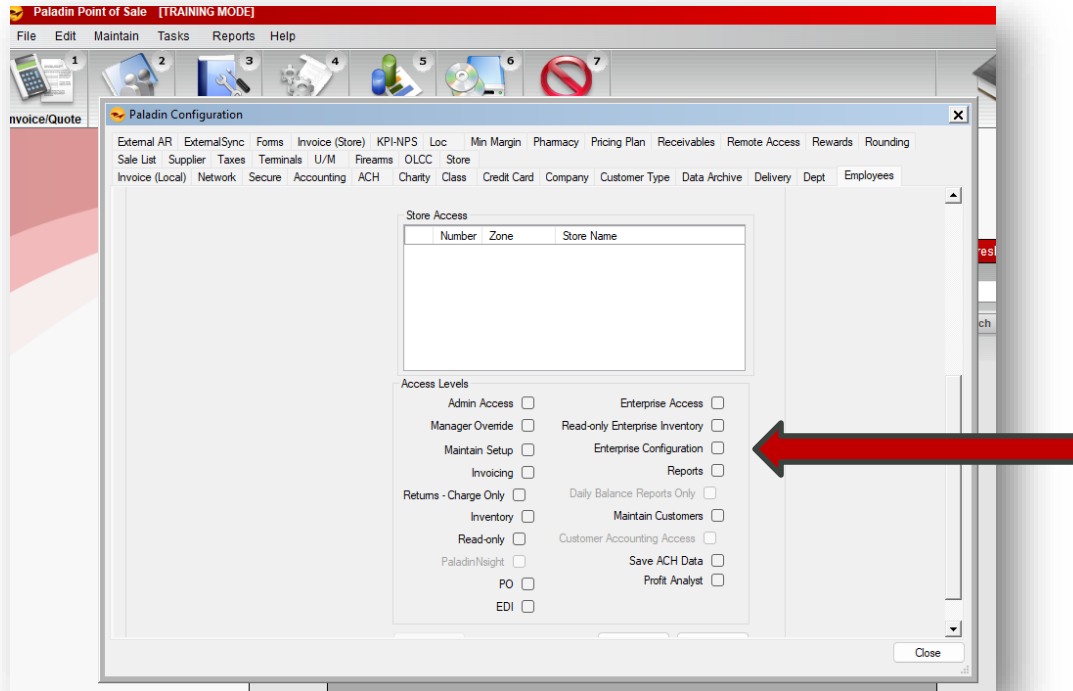 Paladin Point of Sale [TRAINING MODE]
File Edit Maintain Tasks Reports Help
1 2 3 4 5 6 7
nvoice/Quote
Paladin Configuration
External AR ExternalSync Forms Invoice (Store) KPI-NPS Loc Min Margin Pharmacy Pricing Plan Receivables Remote Access Rewards Rounding
Sale List Supplier Taxes Terminals U/M Firearms OLCC Store
Invoice (Local) Network Secure Accounting ACH Charity Class Credit Card Company Customer Type Data Archive Delivery Dept Employees
Store Access
Number Zone Store Name
resl
ch
Access Levels
Admin Access Enterprise Access
Manager Override Read-only Enterprise Inventory
Maintain Setup Enterprise Configuration
Invoicing Reports
Returns - Charge Only Daily Balance Reports Only
Inventory Maintain Customers
Read-only Customer Accounting Access
PaladinNsight Save ACH Data
PO Profit Analyst
EDI
Close